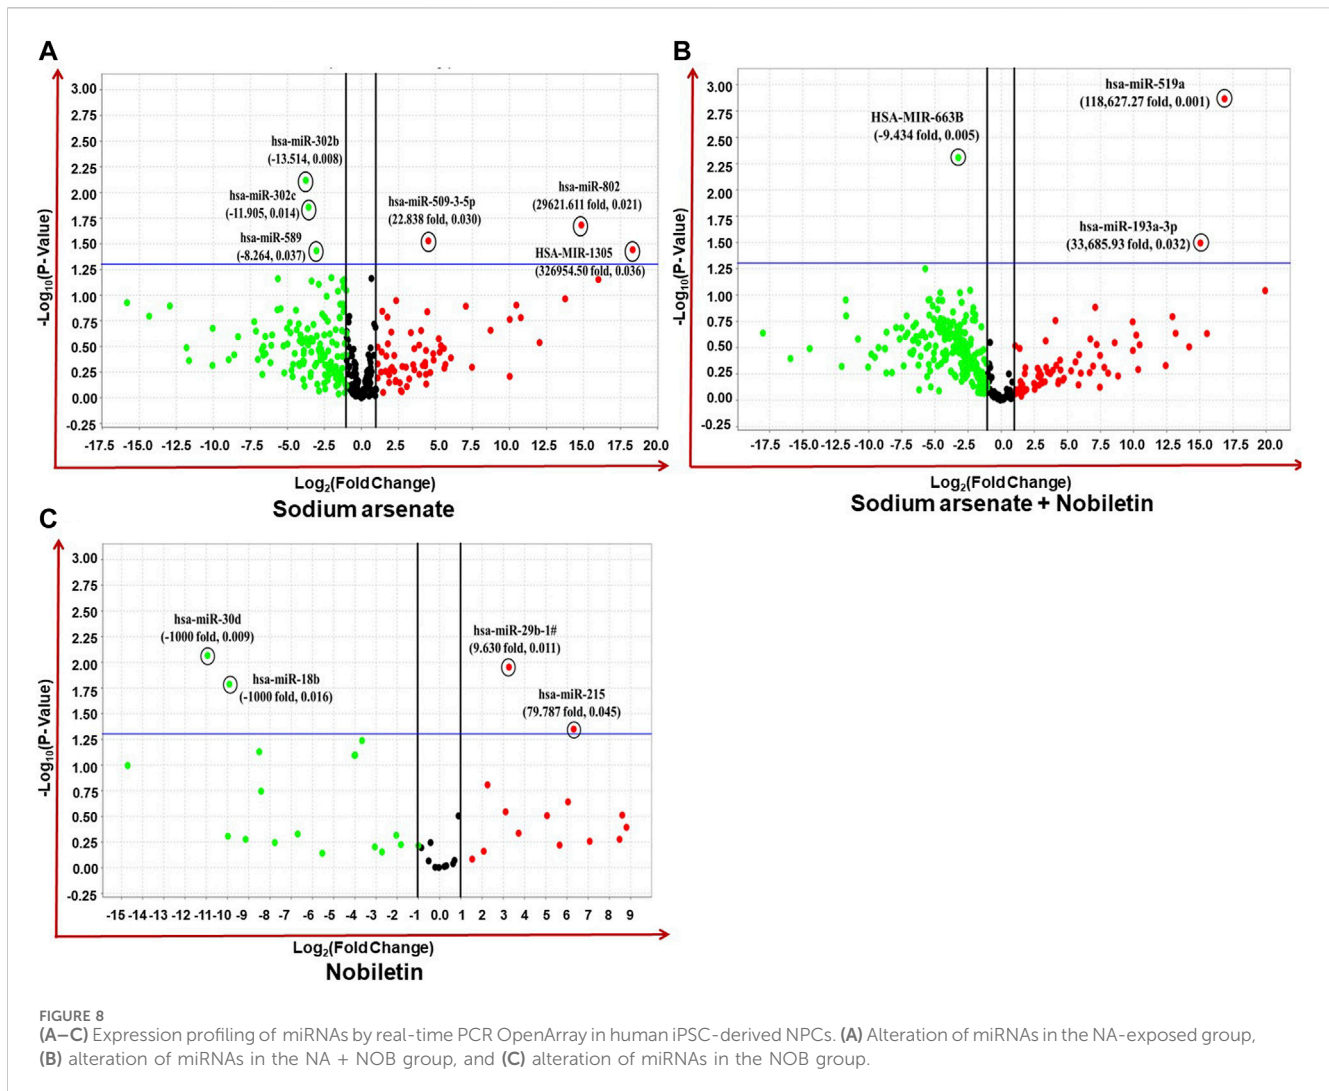 A
3.00
2.75
2.50
2.25
2.00
1.75
1.50
1.25
1.00
0.75
0.50
0.25
0.00
-0.25
-Log10(P-Value)
hsa-miR-302b
(-13.514, 0.008)
hsa-miR-302c
(-11.905, 0.014)
hsa-miR-589
(-8.264, 0.037)
hsa-miR-509-3-5p
(22.838 fold, 0.030)
hsa-miR-802
(29621.611 fold, 0.021)
HSA-MIR-1305
(326954.50 fold, 0.036)
-17.5 -15.0 -12.5 -10.0 -7.5 -5.0 -2.5 0.0 2.5 5.0 7.5 10.0 12.5 15.0 17.5 20.0
Log2(Fold Change)
Sodium arsenate
B
3.00
2.75
2.50
2.25
2.00
1.75
1.50
1.25
1.00
0.75
0.50
0.25
0.00
-0.25
-Log10(P-Value)
HSA-MIR-663B
(-9.434 fold, 0.005)
hsa-miR-519a
(118,627.27 fold, 0.001)
hsa-miR-193a-3p
(33,685.93 fold, 0.032)
-17.5 -15.0 -12.5 -10.0 -7.5 -5.0 -2.5 0.0 2.5 5.0 7.5 10.0 12.5 15.0 17.5 20.0
Log2(Fold Change)
Sodium arsenate + Nobiletin
C
3.00
2.75
2.50
2.25
2.00
1.75
1.50
1.25
1.00
0.75
0.50
0.25
0.00
-0.25
-Log10(P-Value)
hsa-miR-30d
(-1000 fold, 0.009)
hsa-miR-18b
(-1000 fold, 0.016)
hsa-miR-29b-1#
(9.630 fold, 0.011)
hsa-miR-215
(79.787 fold, 0.045)
-15 -14 -13 -12 -11 -10 -9 -8 -7 -6 -5 -4 -3 -2 -1 0.0 1 2 3 4 5 6 7 8 9
Log2(Fold Change)
Nobiletin
FIGURE 8
(A–C) Expression profiling of miRNAs by real-time PCR OpenArray in human iPSC-derived NPCs. (A) Alteration of miRNAs in the NA-exposed group,
(B) alteration of miRNAs in the NA + NOB group, and (C) alteration of miRNAs in the NOB group.